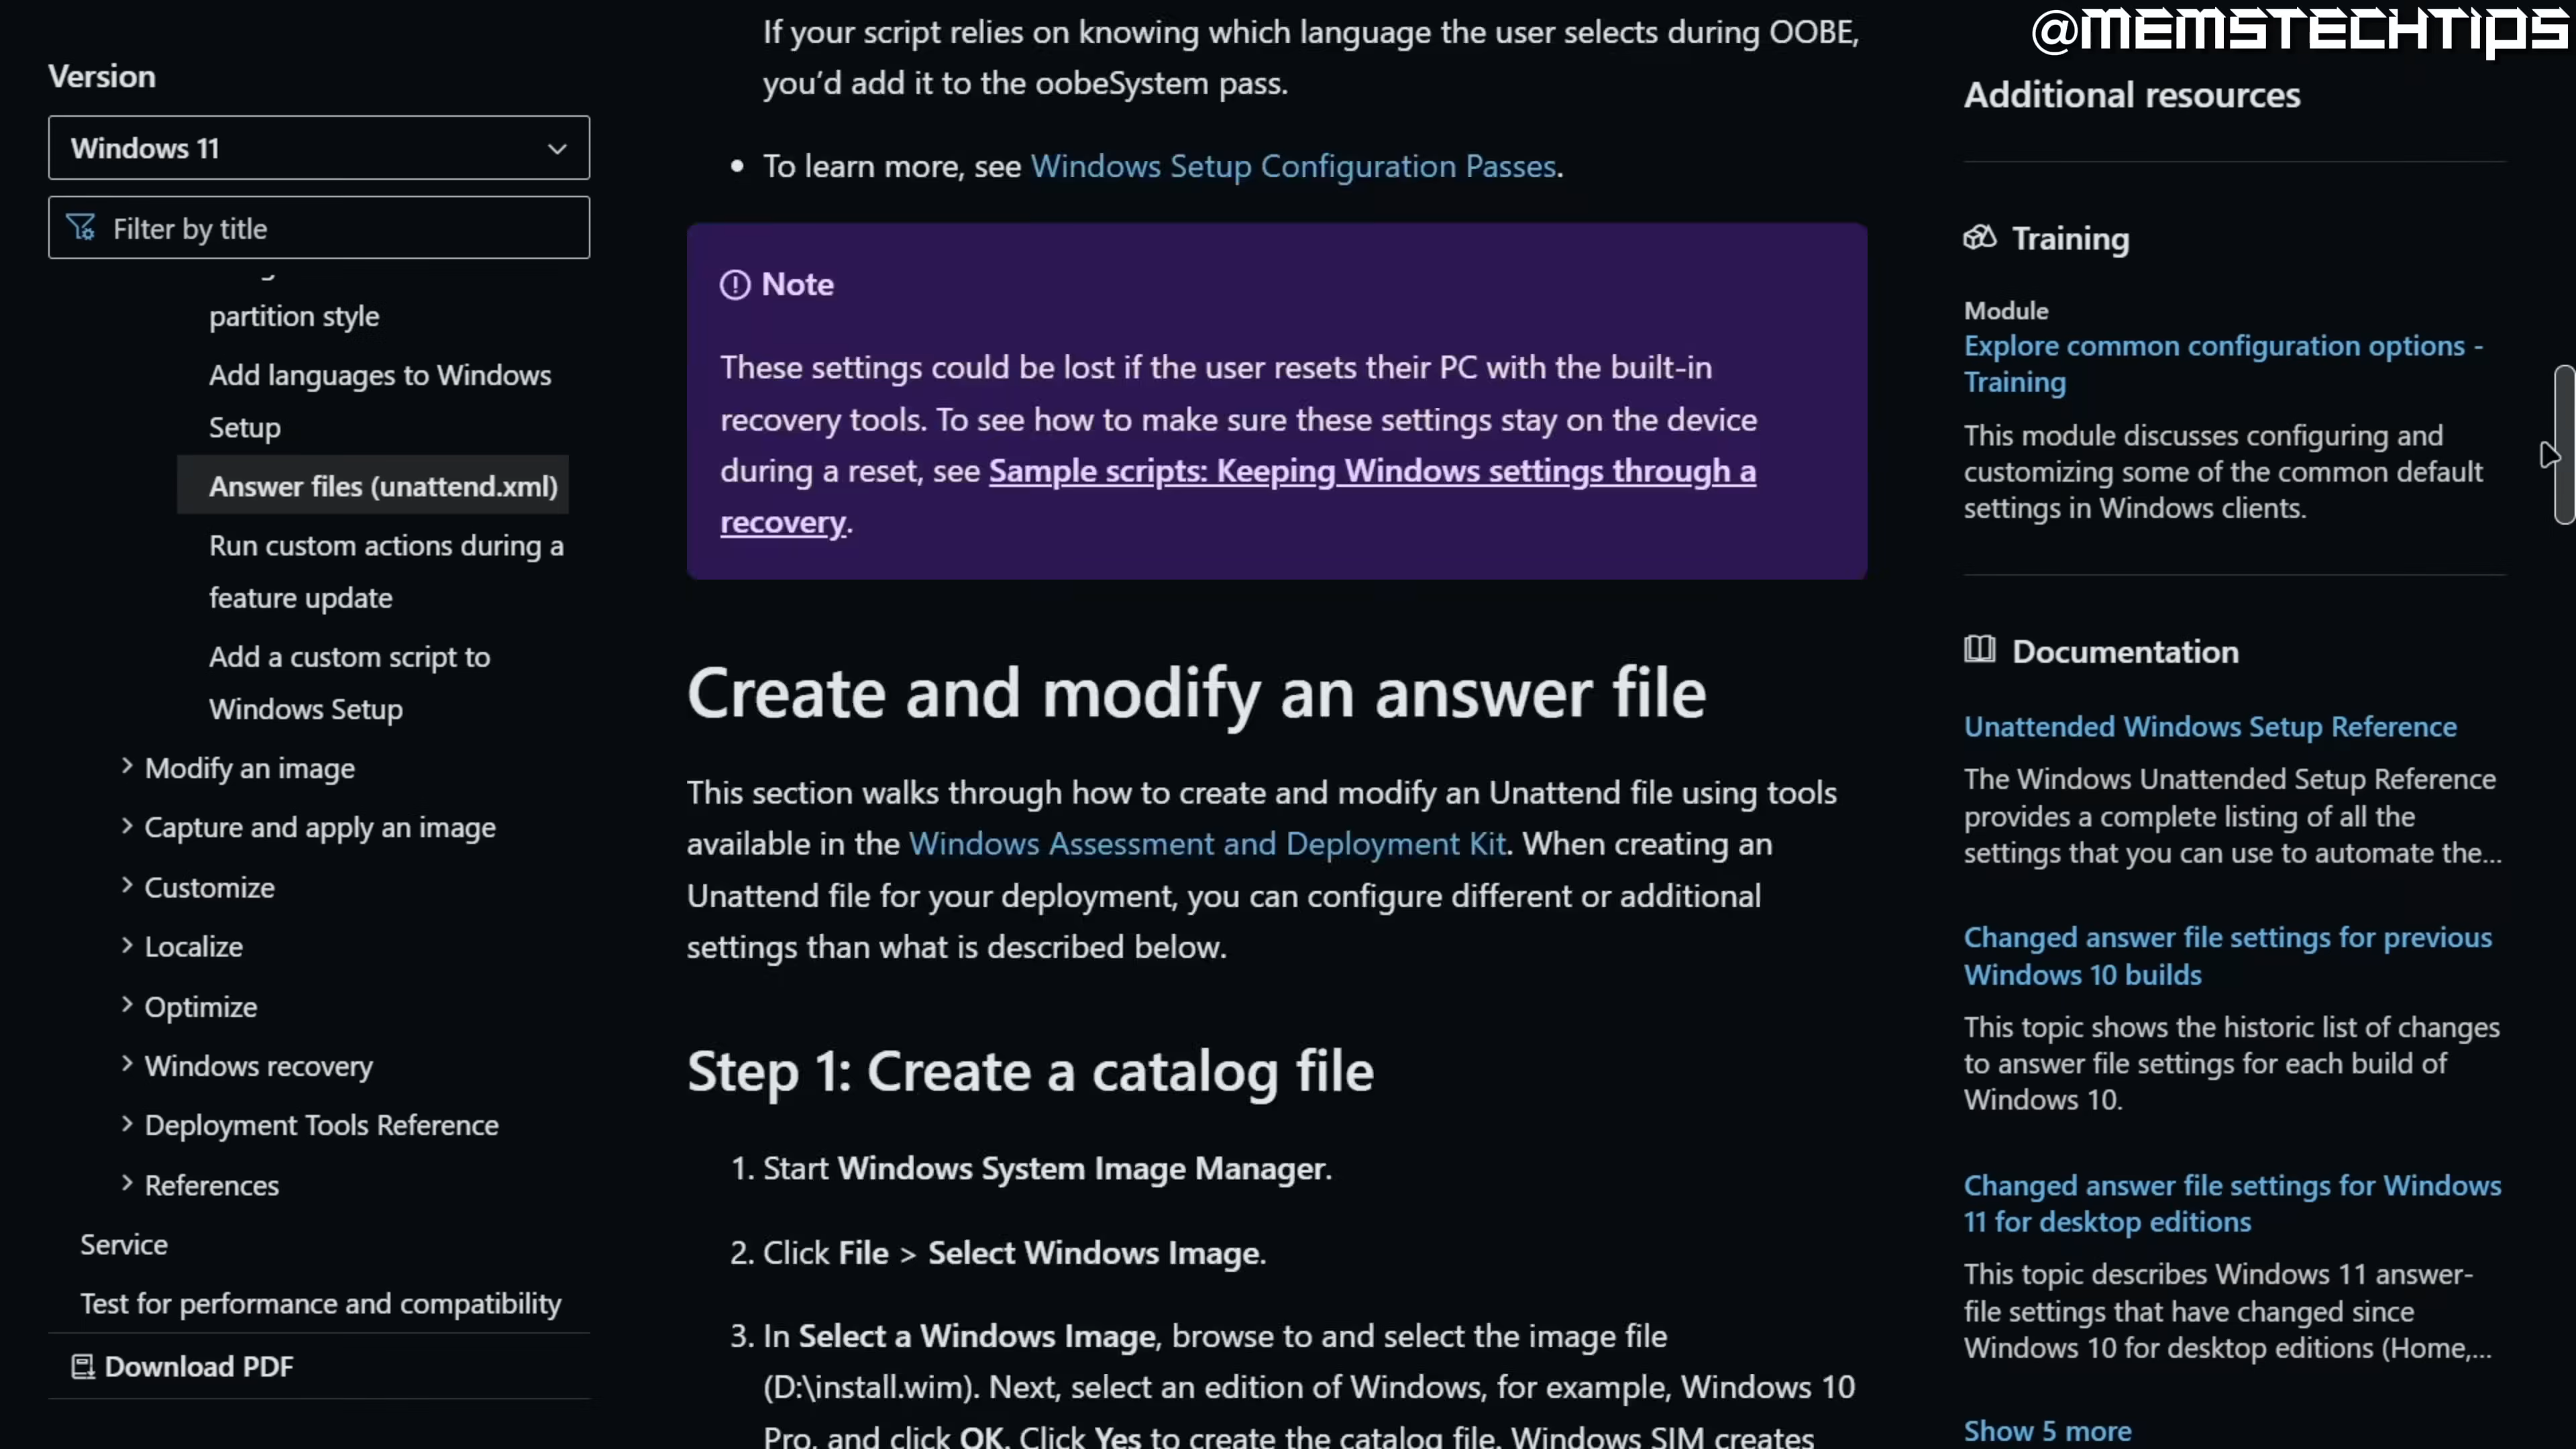 @MEMSTECHTIPS
Version
Windows 11
Filter by title
partition style
Add languages to Windows
Setup
Answer files (unattend.xml)
Run custom actions during a
feature update
Add a custom script to
Windows Setup
Modify an image
Capture and apply an image
Customize
Localize
Optimize
Windows recovery
Deployment Tools Reference
References
Service
Test for performance and compatibility
Download PDF
If your script relies on knowing which language the user selects during OOBE,
you’d add it to the oobeSystem pass.
• To learn more, see Windows Setup Configuration Passes.
Note
These settings could be lost if the user resets their PC with the built-in
recovery tools. To see how to make sure these settings stay on the device
during a reset, see Sample scripts: Keeping Windows settings through a
recovery.
Create and modify an answer file
This section walks through how to create and modify an Unattend file using tools
available in the Windows Assessment and Deployment Kit. When creating an
Unattend file for your deployment, you can configure different or additional
settings than what is described below.
Step 1: Create a catalog file
1. Start Windows System Image Manager.
2. Click File > Select Windows Image.
3. In Select a Windows Image, browse to and select the image file
(D:\install.wim). Next, select an edition of Windows, for example, Windows 10
Pro, and click OK. Click Yes to create the catalog file. Windows SIM creates
Additional resources
Training
Module
Explore common configuration options -
Training
This module discusses configuring and
customizing some of the common default
settings in Windows clients.
Documentation
Unattended Windows Setup Reference
The Windows Unattended Setup Reference
provides a complete listing of all the
settings that you can use to automate the...
Changed answer file settings for previous
Windows 10 builds
This topic shows the historic list of changes
to answer file settings for each build of
Windows 10.
Changed answer file settings for Windows
11 for desktop editions
This topic describes Windows 11 answer-
file settings that have changed since
Windows 10 for desktop editions (Home,...
Show 5 more